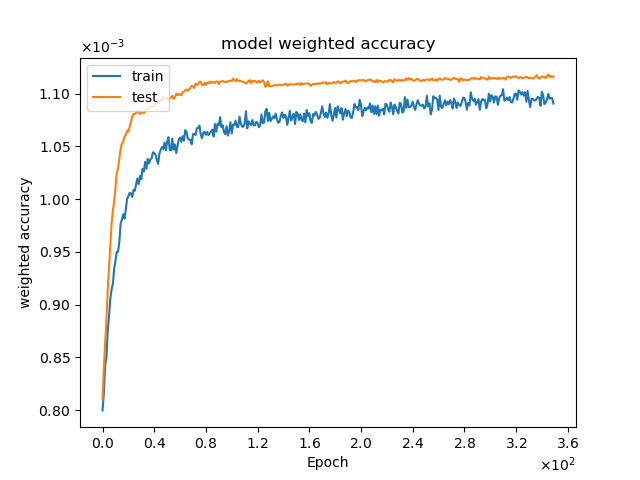 ×10⁻³
model weighted accuracy
train
test
1.10
1.05
1.00
0.95
0.90
0.85
0.80
weighted accuracy
0.0 0.4 0.8 1.2 1.6 2.0 2.4 2.8 3.2 3.6
Epoch
×10²